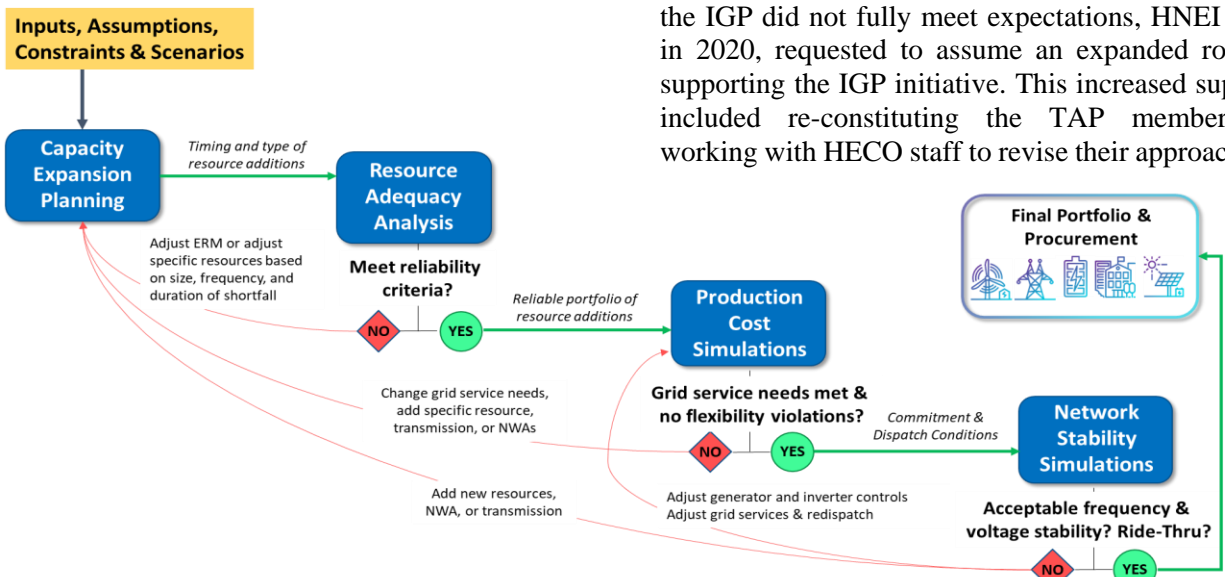 Inputs, Assumptions,
Constraints & Scenarios
the IGP did not fully meet expectations, HNEI
in 2020, requested to assume an expanded ro
supporting the IGP initiative. This increased sup
included re-constituting the TAP member
working with HECO staff to revise their approac
Capacity
Expansion
Planning
Timing and type of
resource additions
Resource
Adequacy
Analysis
Adjust ERM or adjust
specific resources based
on size, frequency, and
duration of shortfall
Meet reliability
criteria?
NO
YES
Reliable portfolio of
resource additions
Production
Cost
Simulations
Final Portfolio &
Procurement
Change grid service needs,
add specific resource,
transmission, or NWAs
Grid service needs met &
no flexibility violations?
NO
YES
Commitment &
Dispatch Conditions
Network
Stability
Simulations
Add new resources,
NWA, or transmission
Adjust generator and inverter controls
Adjust grid services & redispatch
Acceptable frequency &
voltage stability? Ride-Thru?
NO
YES